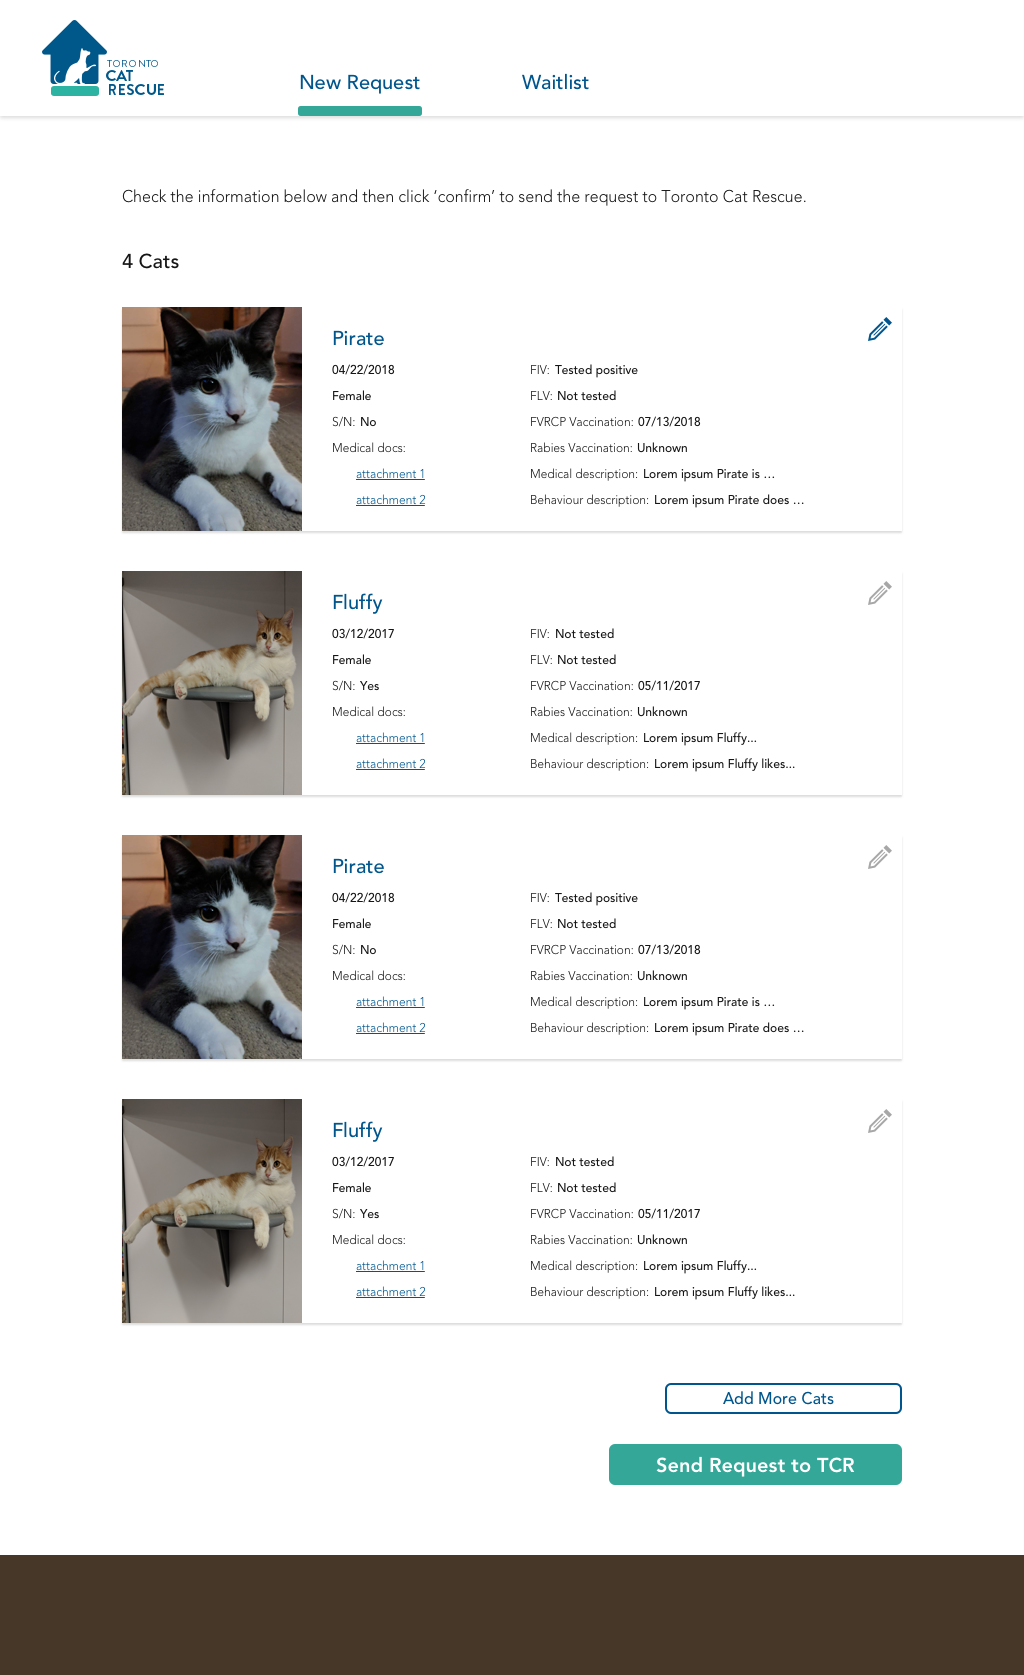 TORONTO
CAT
RESCUE
New Request
Waitlist
Check the information below and then click ‘confirm’ to send the request to Toronto Cat Rescue.
4 Cats
Pirate
04/22/2018
Female
S/N: No
Medical docs:
attachment 1
attachment 2
FIV: Tested positive
FLV: Not tested
FVRCP Vaccination: 07/13/2018
Rabies Vaccination: Unknown
Medical description: Lorem ipsum Pirate is ...
Behaviour description: Lorem ipsum Pirate does ...
Fluffy
03/12/2017
Female
S/N: Yes
Medical docs:
attachment 1
attachment 2
FIV: Not tested
FLV: Not tested
FVRCP Vaccination: 05/11/2017
Rabies Vaccination: Unknown
Medical description: Lorem ipsum Fluffy...
Behaviour description: Lorem ipsum Fluffy likes...
Pirate
04/22/2018
Female
S/N: No
Medical docs:
attachment 1
attachment 2
FIV: Tested positive
FLV: Not tested
FVRCP Vaccination: 07/13/2018
Rabies Vaccination: Unknown
Medical description: Lorem ipsum Pirate is ...
Behaviour description: Lorem ipsum Pirate does ...
Fluffy
03/12/2017
Female
S/N: Yes
Medical docs:
attachment 1
attachment 2
FIV: Not tested
FLV: Not tested
FVRCP Vaccination: 05/11/2017
Rabies Vaccination: Unknown
Medical description: Lorem ipsum Fluffy...
Behaviour description: Lorem ipsum Fluffy likes...
Add More Cats
Send Request to TCR